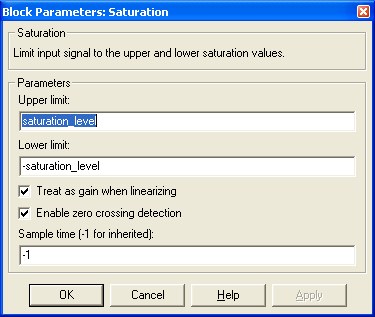 Block Parameters: Saturation
Saturation
Limit input signal to the upper and lower saturation values.
Parameters
Upper limit:
saturation_level
Lower limit:
-saturation_level
Treat as gain when linearizing
Enable zero crossing detection
Sample time (-1 for inherited):
-1
OK Cancel Help Apply